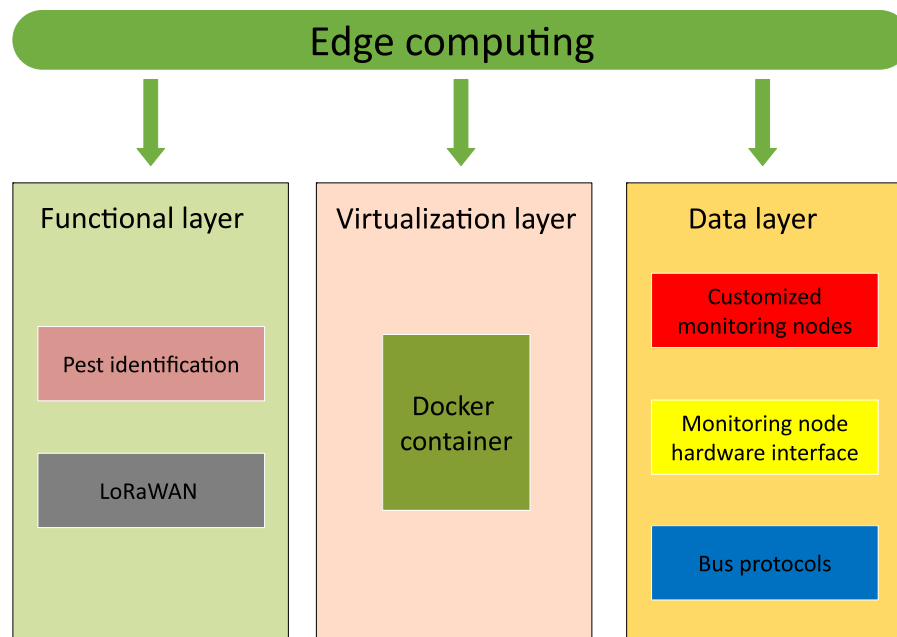 Edge computing
Functional layer
Pest identification
LoRaWAN
Virtualization layer
Docker
container
Data layer
Customized
monitoring nodes
Monitoring node
hardware interface
Bus protocols